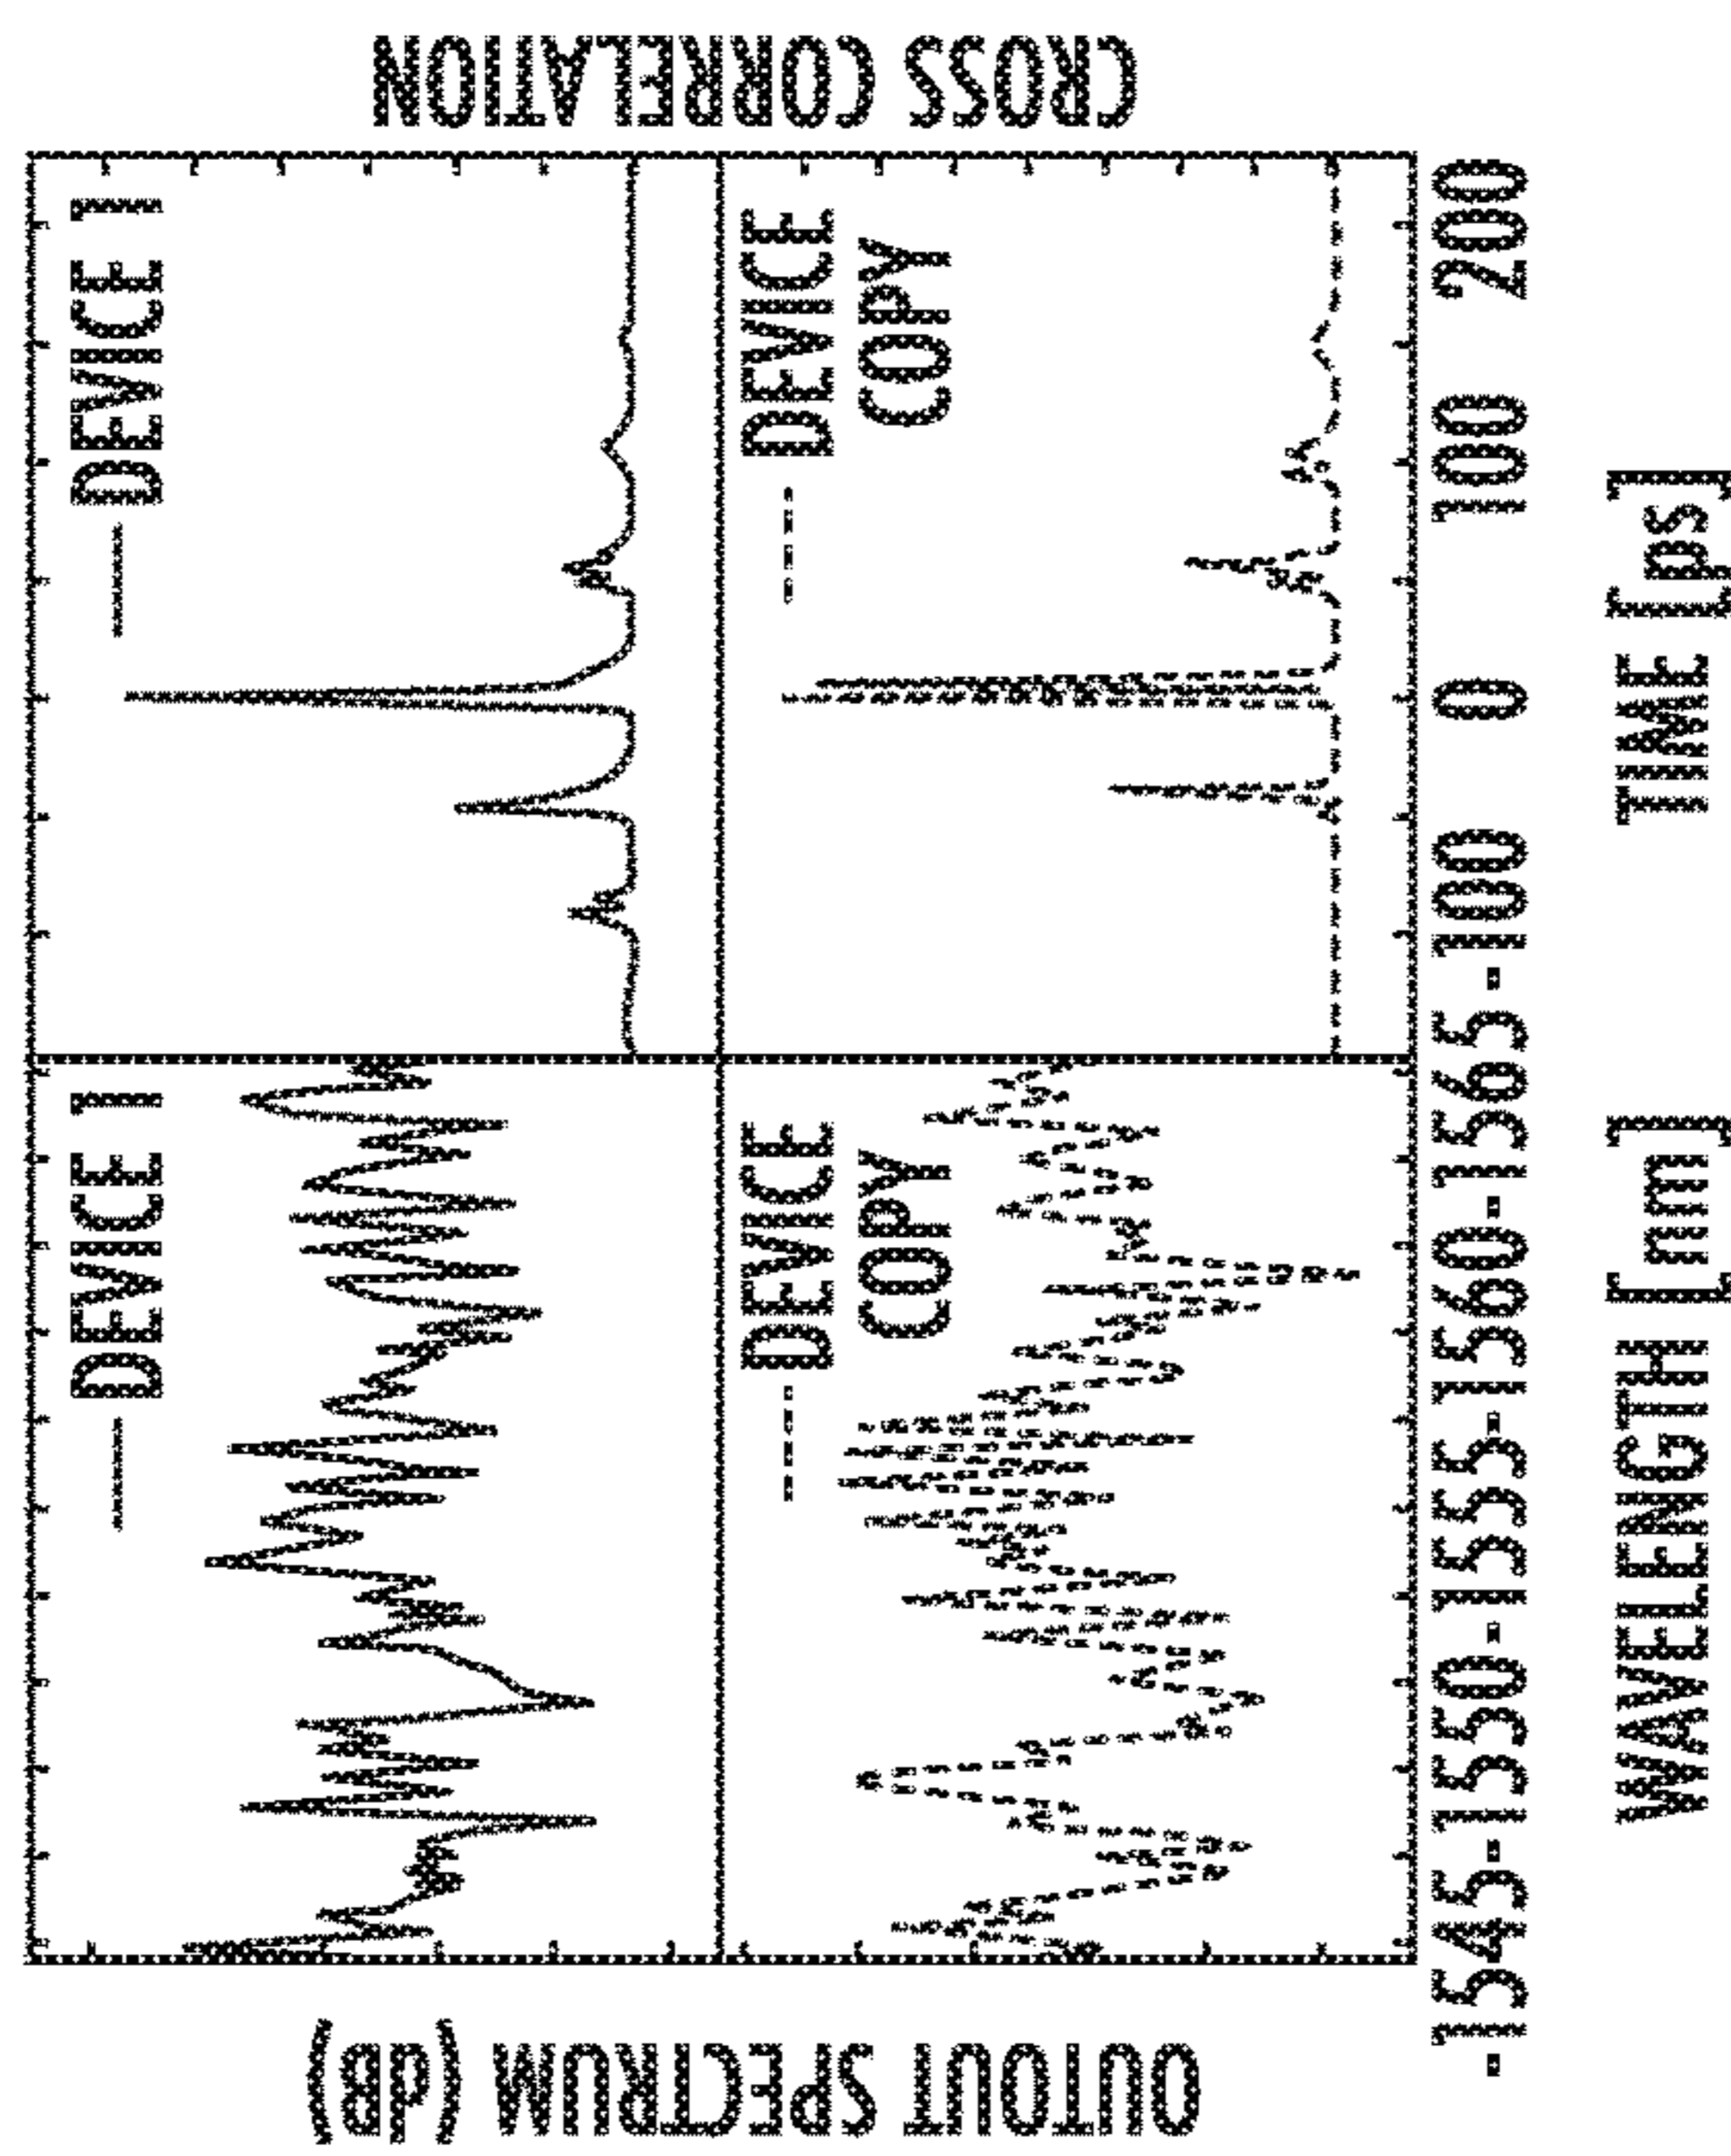 OUTOUT SPECTRUM (dB)
DEVICE 1
DEVICE 1
DEVICE
COPY
DEVICE
COPY
CROSS CORRELATION
-1545-1550-1555-1560-1565-100 0 100 200
WAVELENGTH [nm]
TIME [ps]